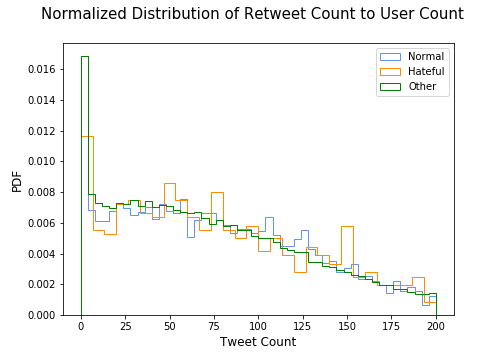 Normalized Distribution of Retweet Count to User Count
Normal
Hateful
Other
0.016
0.014
0.012
0.010
0.008
0.006
0.004
0.002
0.000
PDF
0 25 50 75 100 125 150 175 200
Tweet Count